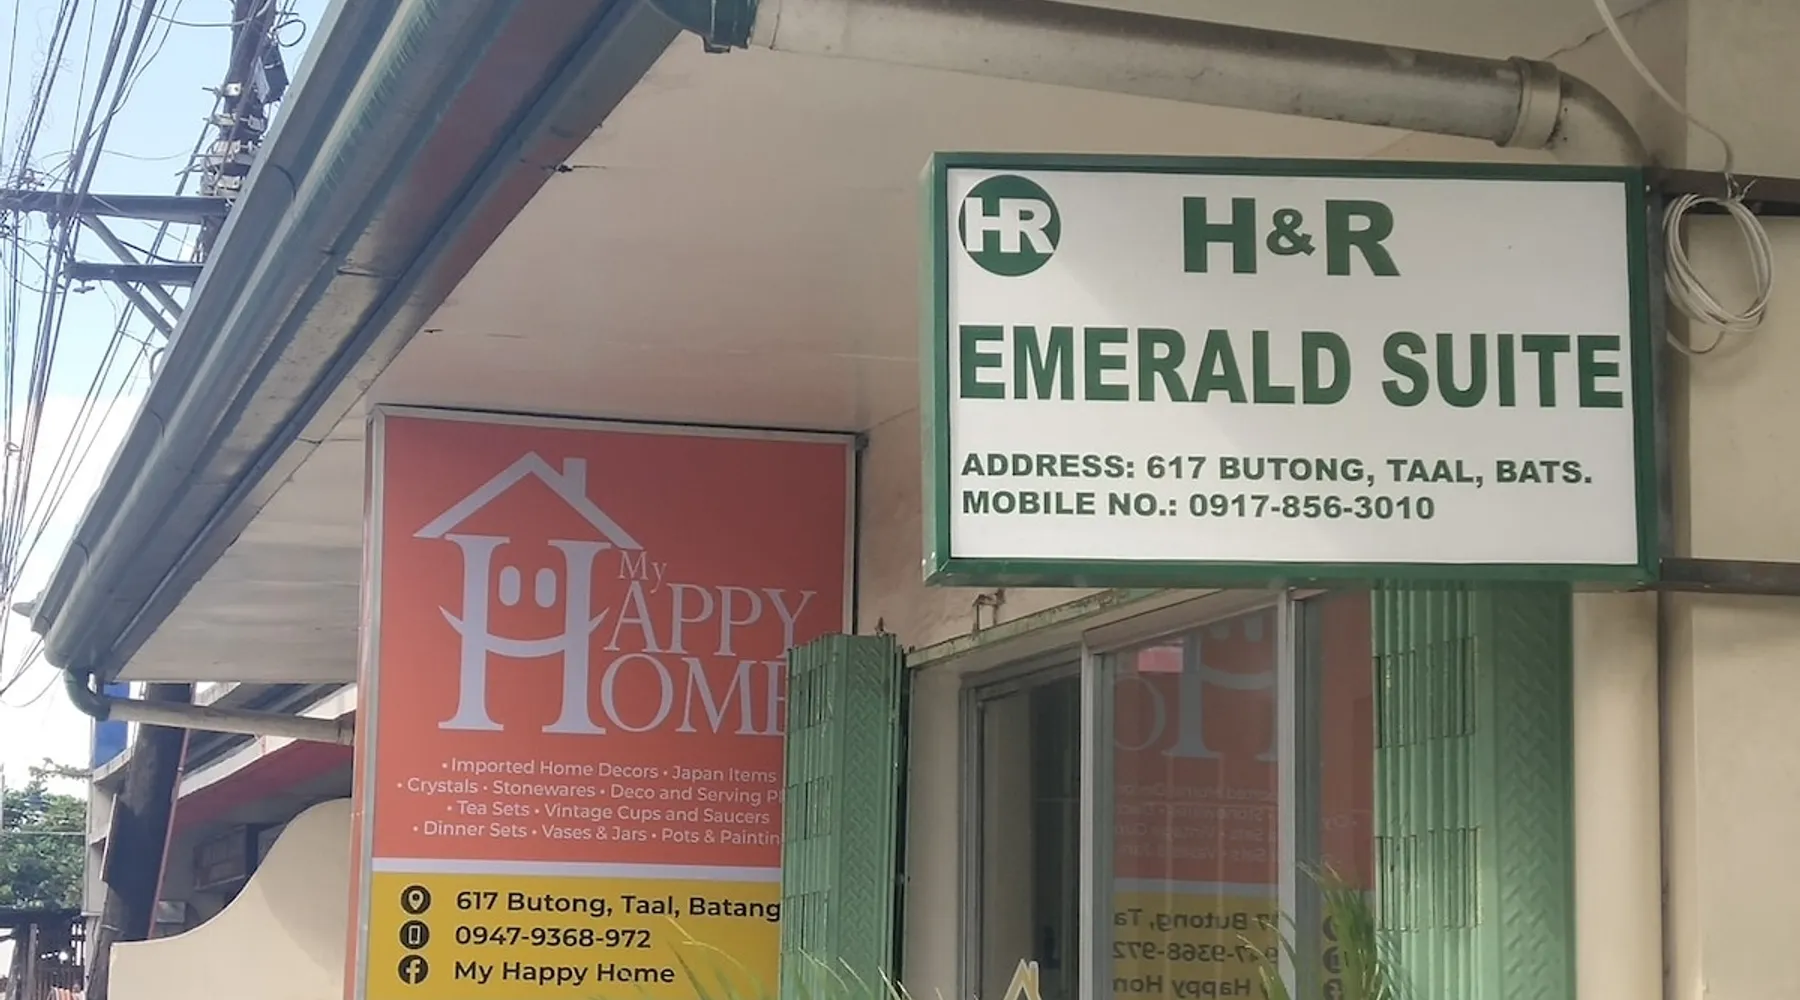 HR
H&R
EMERALD SUITE
ADDRESS: 617 BUTONG, TAAL, BATS.
MOBILE NO.: 0917-856-3010
My
HAPPY
HOME
• Imported Home Decors • Japan Items
• Crystals • Stonewares • Deco and Serving
• Tea Sets • Vintage Cups and Saucers
• Dinner Sets • Vases & Jars • Pots &
617 Butong, Taal,
0947-9368-972
My Happy Home